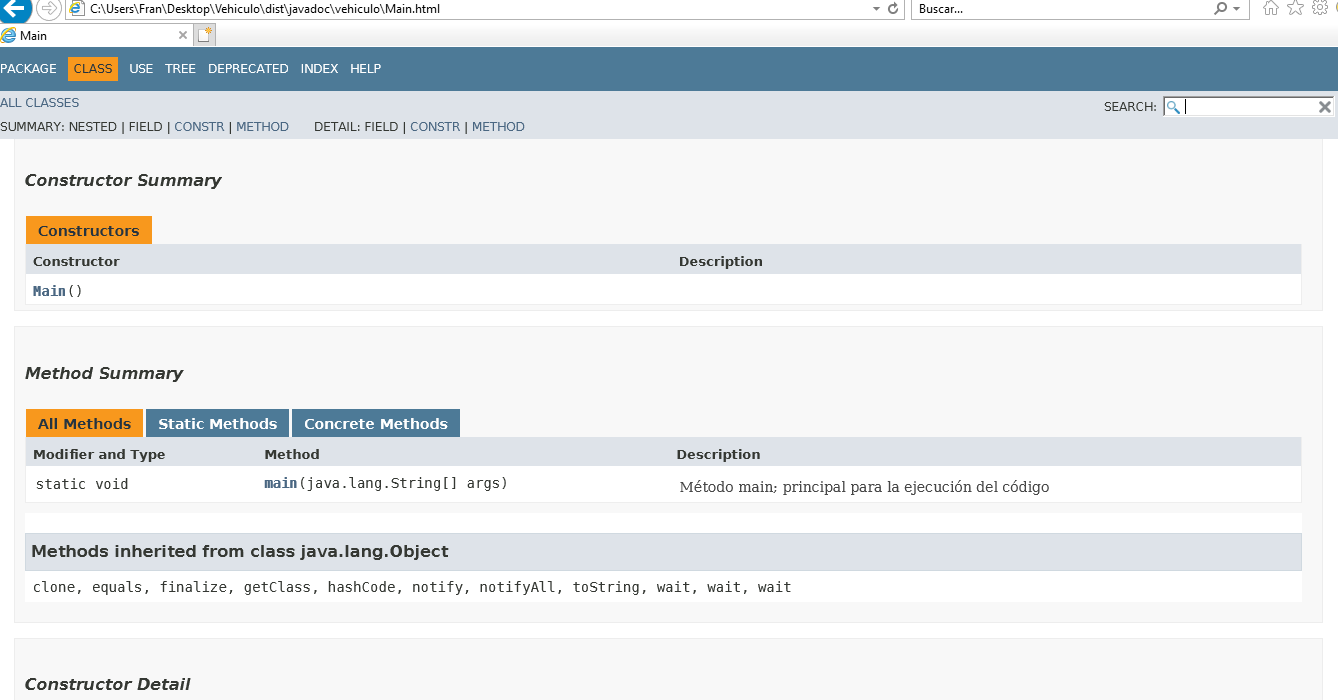 C:\Users\Fran\Desktop\Vehiculo\dist\javadoc\vehiculo\Main.html
Buscar...
Main
PACKAGE CLASS USE TREE DEPRECATED INDEX HELP
ALL CLASSES
SEARCH:
SUMMARY: NESTED | FIELD | CONSTR | METHOD DETAIL: FIELD | CONSTR | METHOD
Constructor Summary
Constructors
Constructor Description
Main()
Method Summary
All Methods Static Methods Concrete Methods
Modifier and Type Method Description
static void main(java.lang.String[] args) Método main; principal para la ejecución del código
Methods inherited from class java.lang.Object
clone, equals, finalize, getClass, hashCode, notify, notifyAll, toString, wait, wait, wait
Constructor Detail